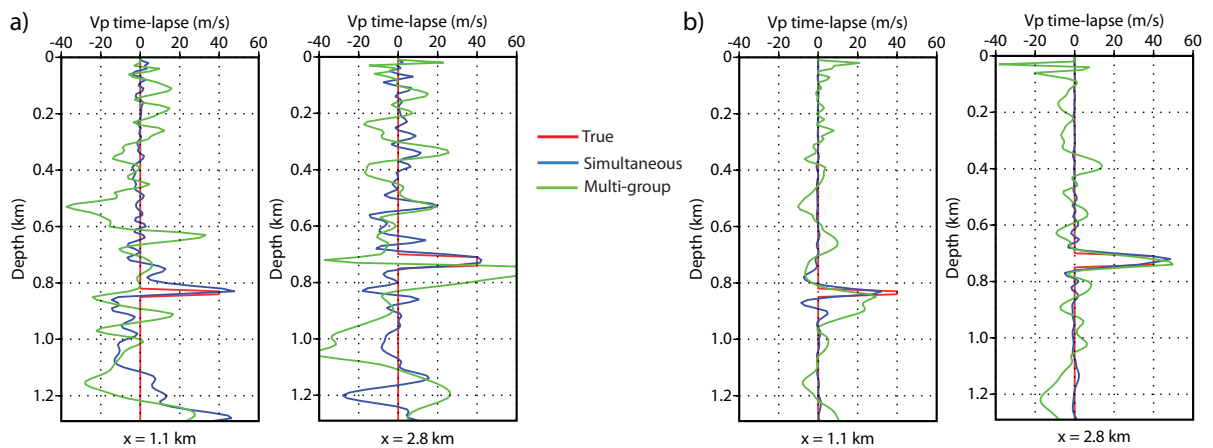 a)
Vp time-lapse (m/s)
-40 -20 0 20 40 60
Depth (km)
0
0.2
0.4
0.6
0.8
1.0
1.2
x = 1.1 km
Vp time-lapse (m/s)
-40 -20 0 20 40 60
Depth (km)
0
0.2
0.4
0.6
0.8
1.0
1.2
x = 2.8 km
True
Simultaneous
Multi-group
b)
Vp time-lapse (m/s)
-40 -20 0 20 40 60
Depth (km)
0
0.2
0.4
0.6
0.8
1.0
1.2
x = 1.1 km
Vp time-lapse (m/s)
-40 -20 0 20 40 60
Depth (km)
0
0.2
0.4
0.6
0.8
1.0
1.2
x = 2.8 km